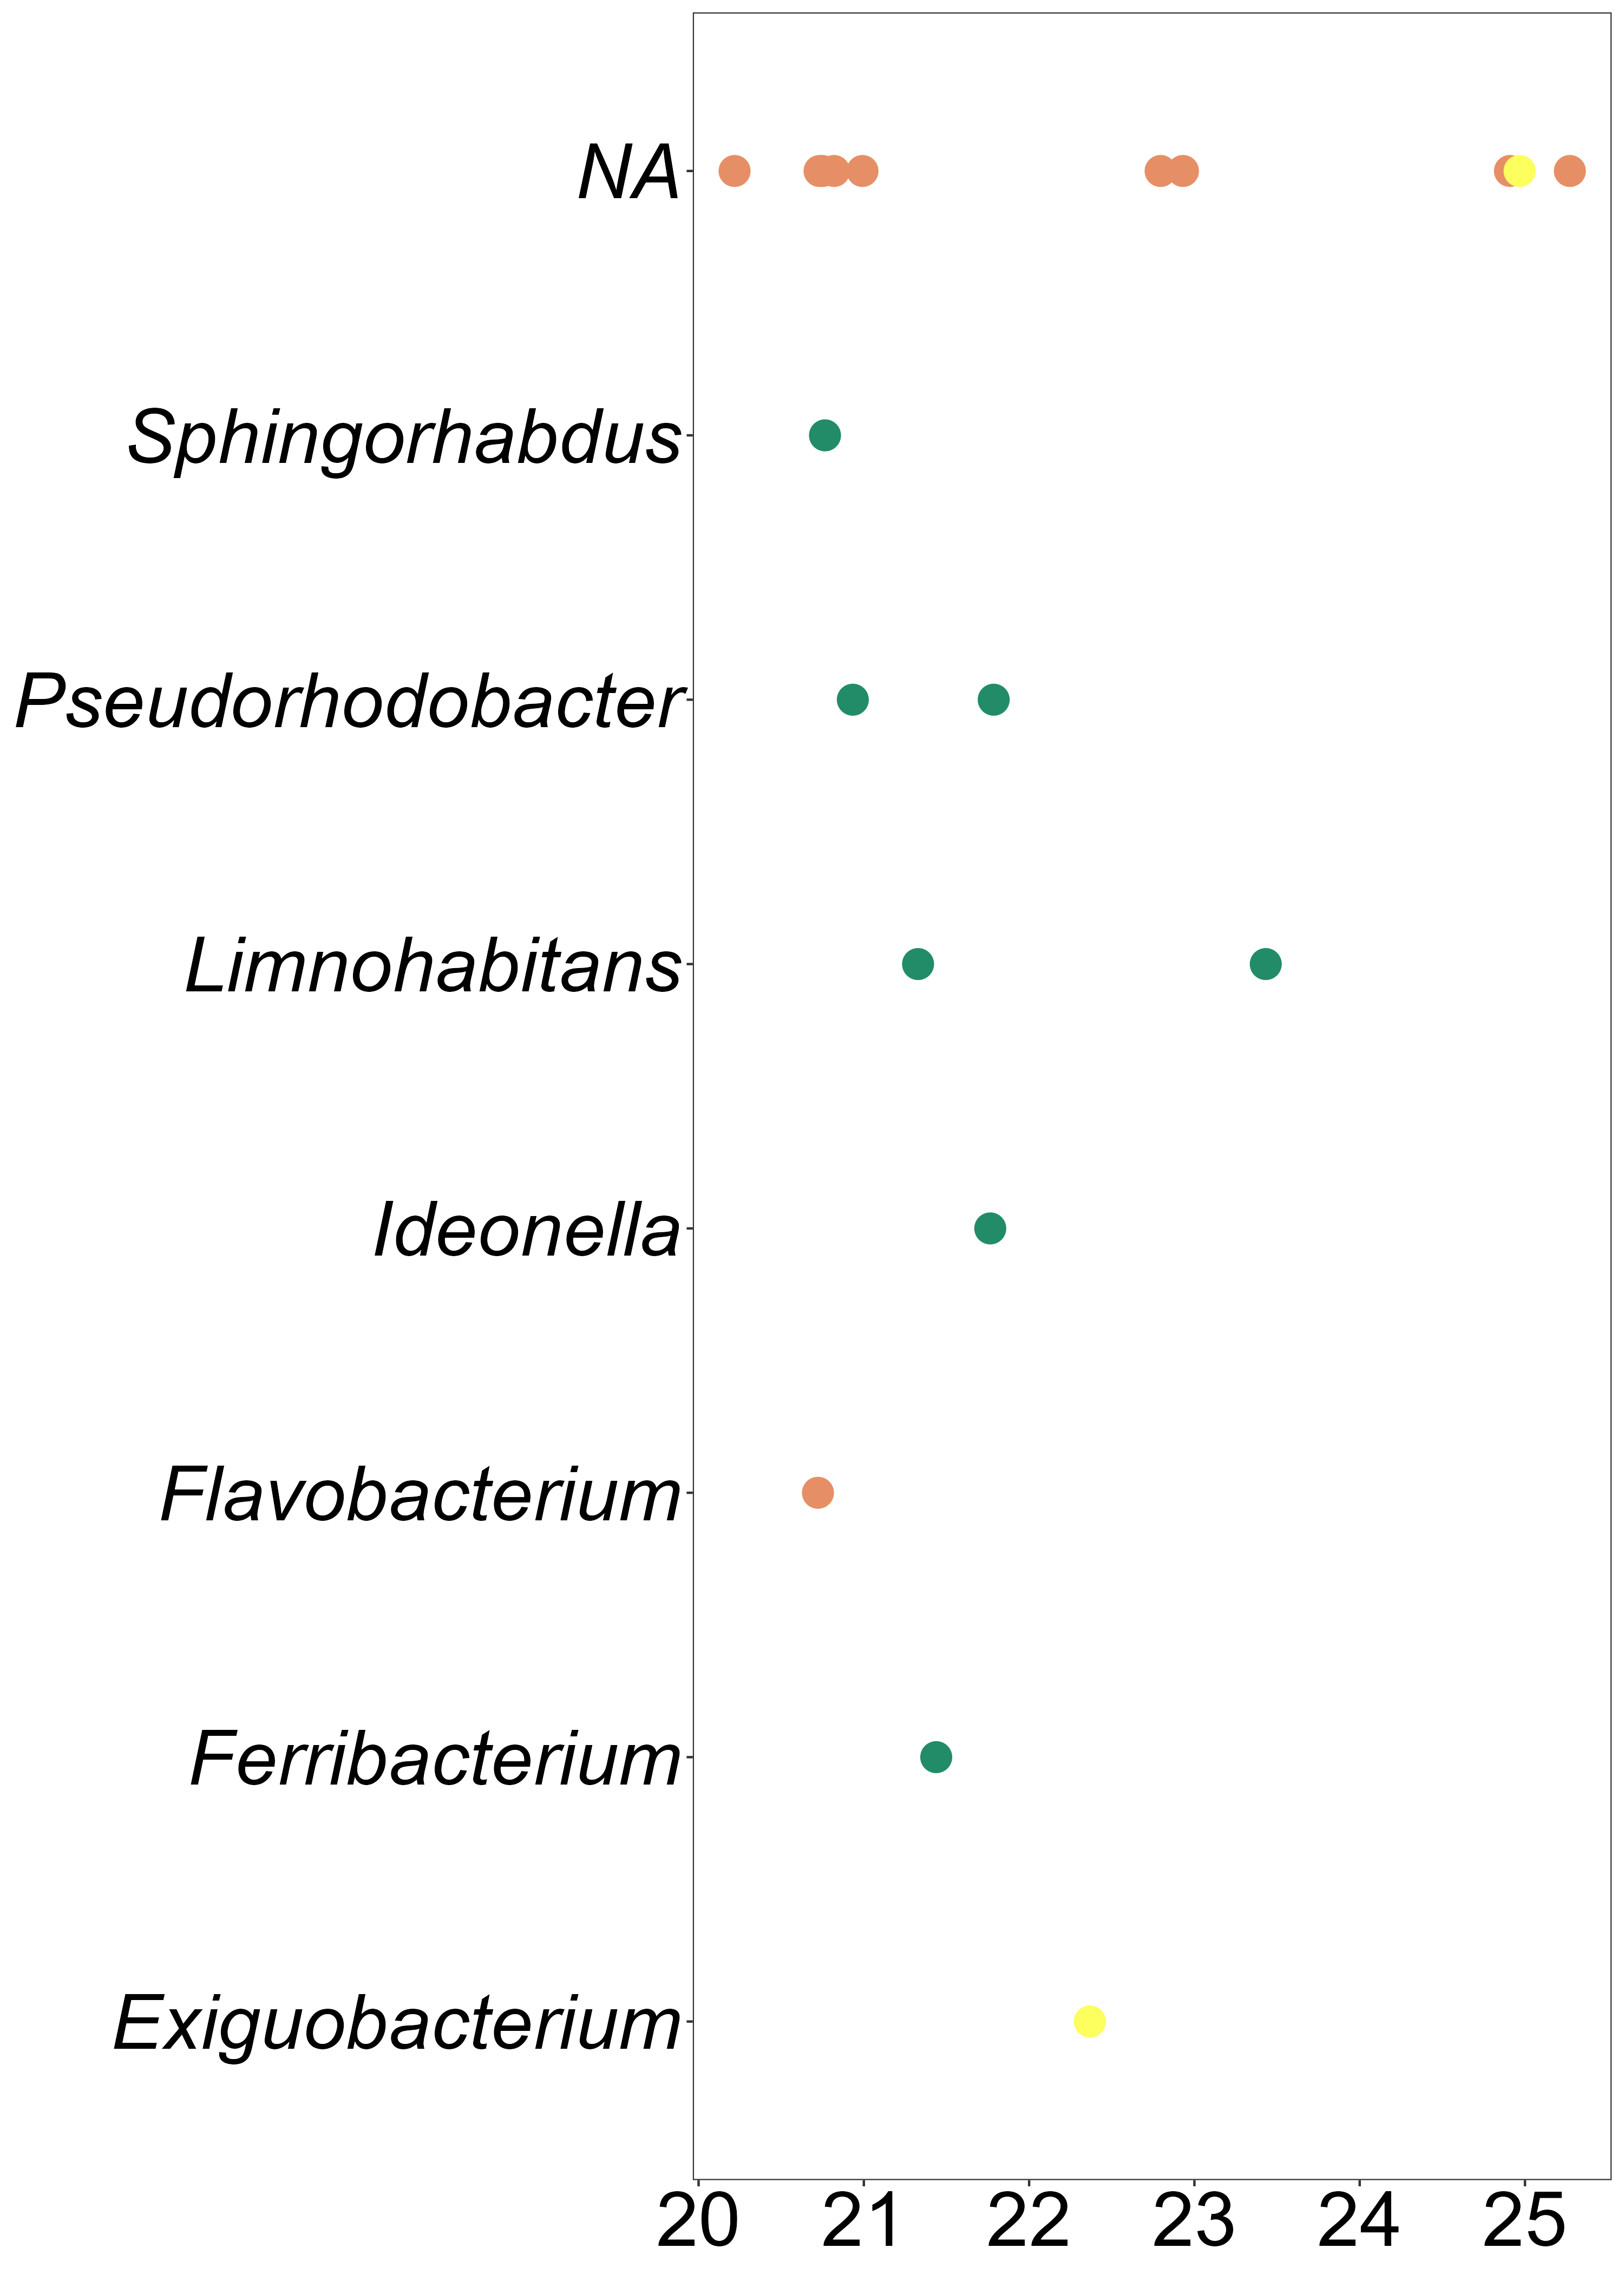 NA
Sphingorhabdus
Pseudorhodobacter
Limnohabitans
Ideonella
Flavobacterium
Ferribacterium
Exiguobacterium
20 21 22 23 24 25